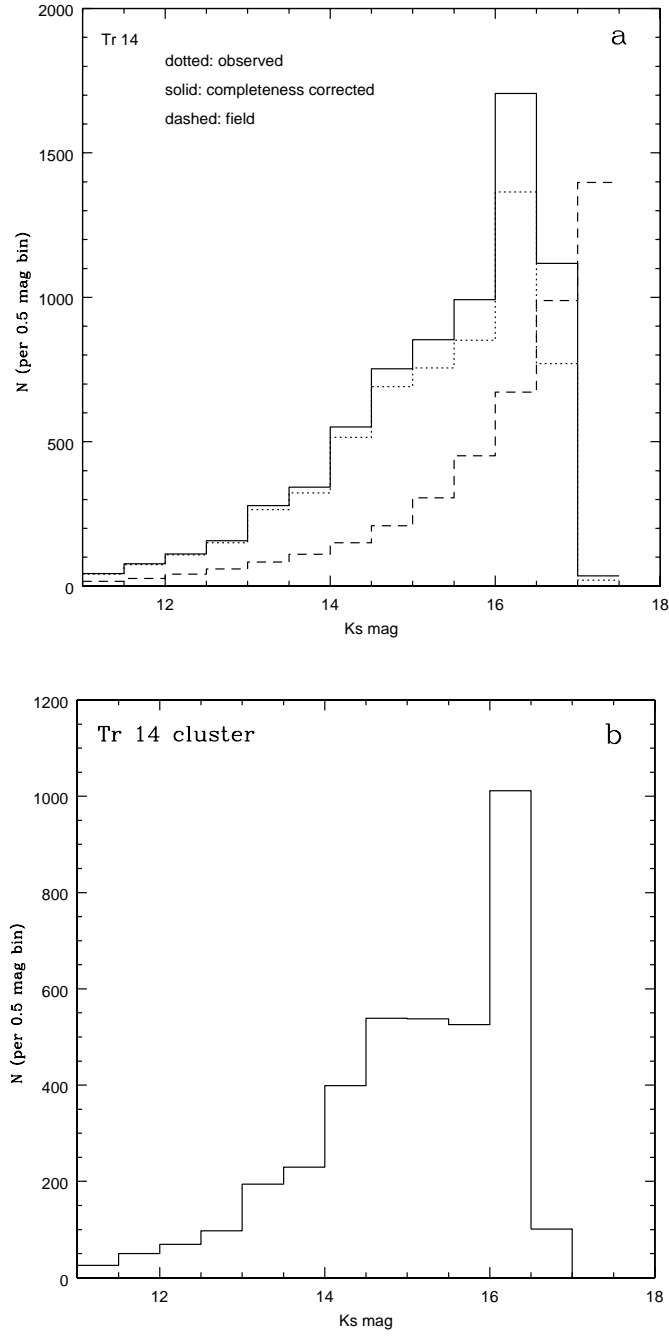 Tr 14
a
dotted: observed
solid: completeness corrected
dashed: field
2000
1500
1000
500
0
N (per 0.5 mag bin)
12
14
16
18
Ks mag
Tr 14 cluster
b
1200
1000
800
600
400
200
0
N (per 0.5 mag bin)
12
14
16
18
Ks mag